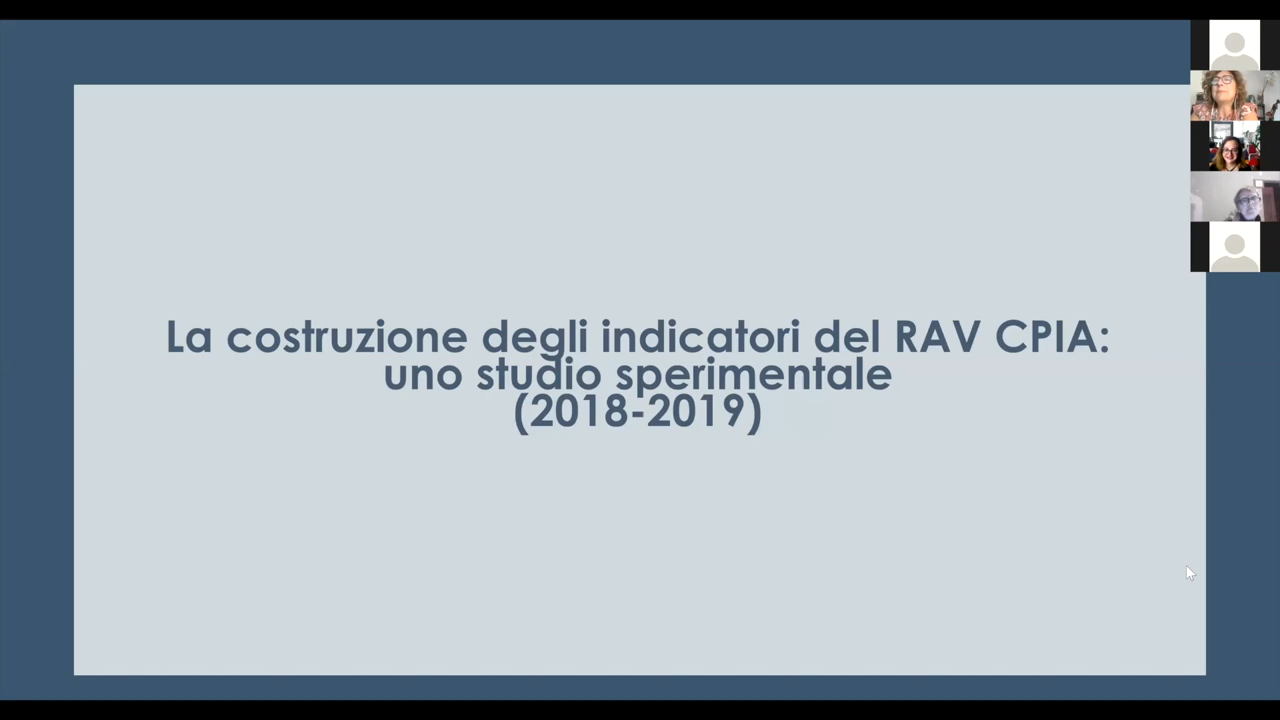 La costruzione degli indicatori del RAV CPIA:
uno studio sperimentale
(2018-2019)